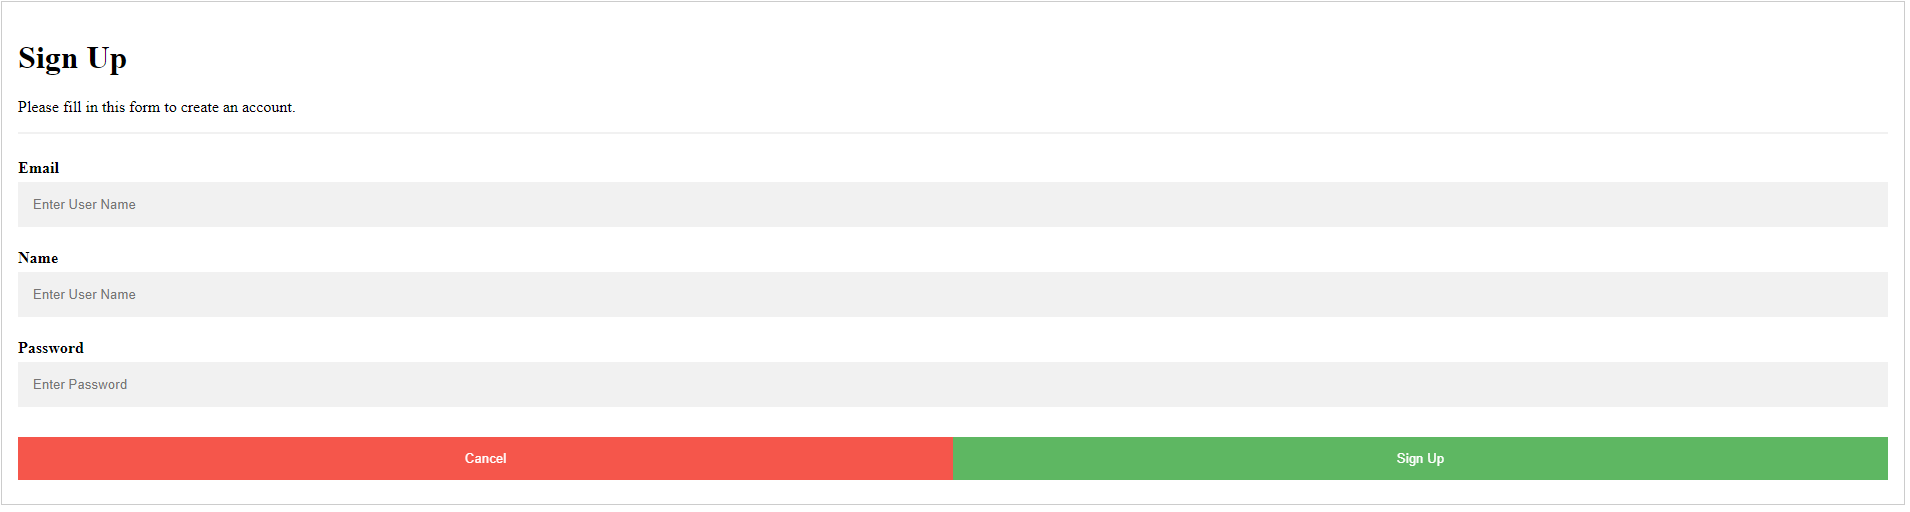 Sign Up
Please fill in this form to create an account.
Email
Enter User Name
Name
Enter User Name
Password
Enter Password
Cancel
Sign Up